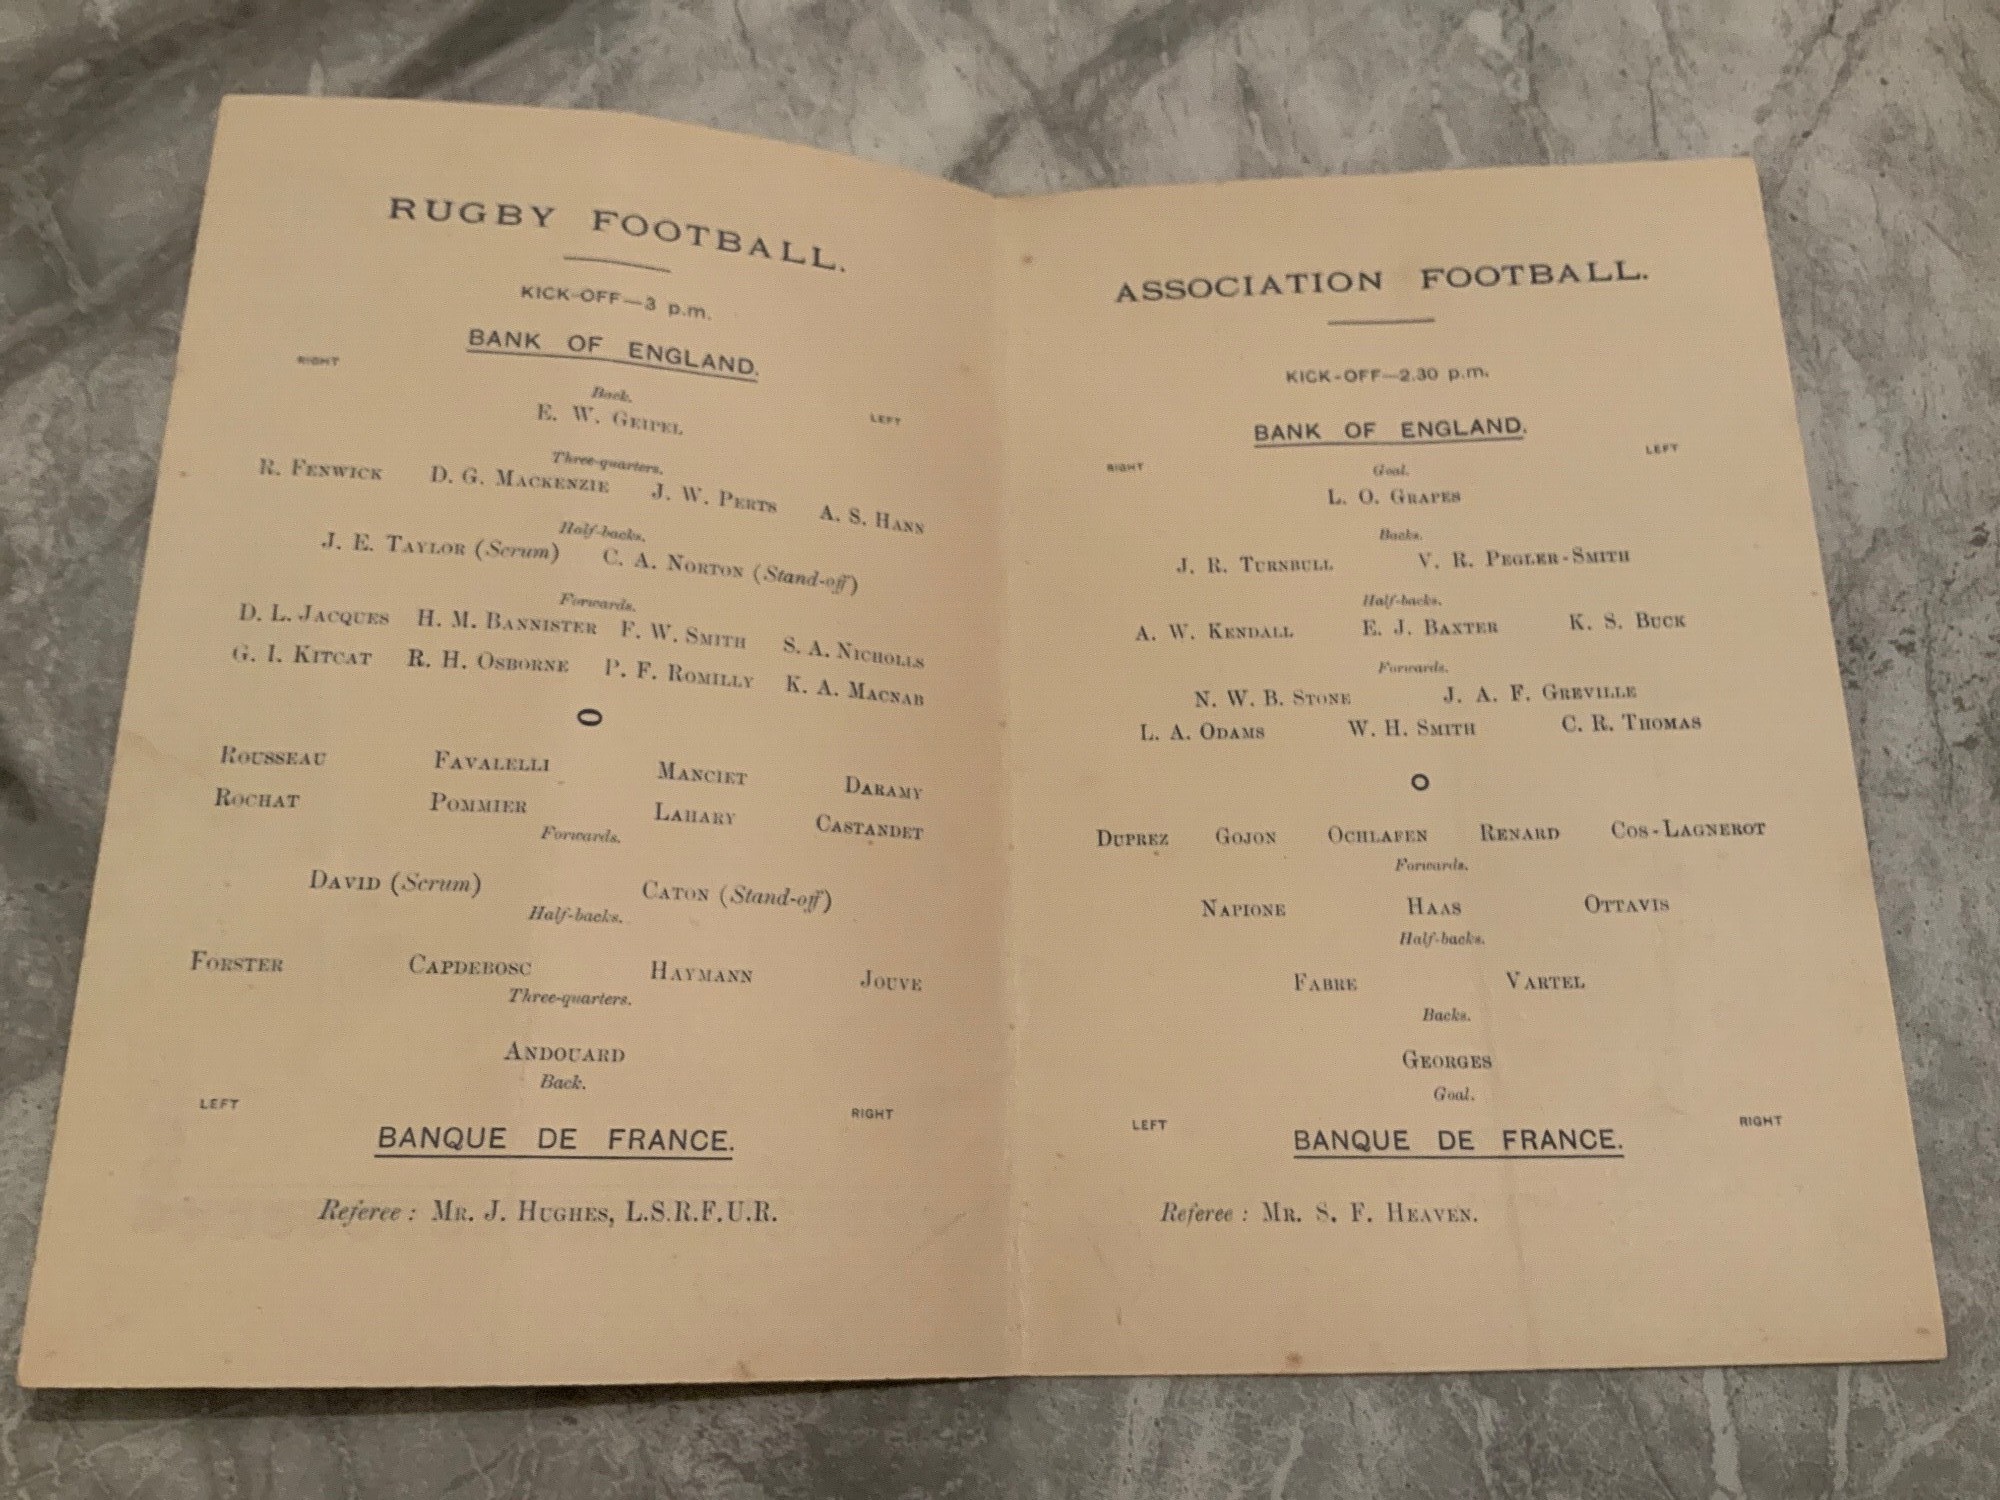 RUGBY FOOTBALL.
KICK-OFF—3 p.m.
BANK OF ENGLAND.
RIGHT
LEFT
Back.
E. W. GEIPEL
Three-quarters.
R. FENWICK D. G. MACKENZIE J. W. PERTS A. S. HANN
Half-backs.
J. E. TAYLOR (Scrum) C. A. NORTON (Stand-off)
Forwards.
D. L. JACQUES H. M. BANNISTER F. W. SMITH S. A. NICHOLLS
G. I. KITCAT R. H. OSBORNE P. F. ROMILLY K. A. MACNAB
O
ROUSSEAU FAVALELLI MANCIET DARAMY
ROCHAT POMMIER LAHARY CASTANDET
Forwards.
DAVID (Scrum) CATON (Stand-off)
Half-backs.
FORSTER CAPDEBOSC HAYMANN JOUVE
Three-quarters.
ANDOUARD
Back.
LEFT RIGHT
BANQUE DE FRANCE.
Referee : MR. J. HUGHES, L.S.R.F.U.R.
ASSOCIATION FOOTBALL.
KICK-OFF—2.30 p.m.
BANK OF ENGLAND.
RIGHT LEFT
Goal.
L. O. GRAPES
Backs.
J. R. TURNBULL V. R. PEGLER-SMITH
Half-backs.
A. W. KENDALL E. J. BAXTER K. S. BUCK
Forwards.
N. W. B. STONE J. A. F. GREVILLE
L. A. ODAMS W. H. SMITH C. R. THOMAS
O
DUPREZ GOJON OCHLAFEN RENARD COS-LAGNEROT
Forwards.
NAPIONE HAAS OTTAVIS
Half-backs.
FABRE VARTEL
Backs.
GEORGES
Goal.
LEFT RIGHT
BANQUE DE FRANCE.
Referee : MR. S. F. HEAVEN.